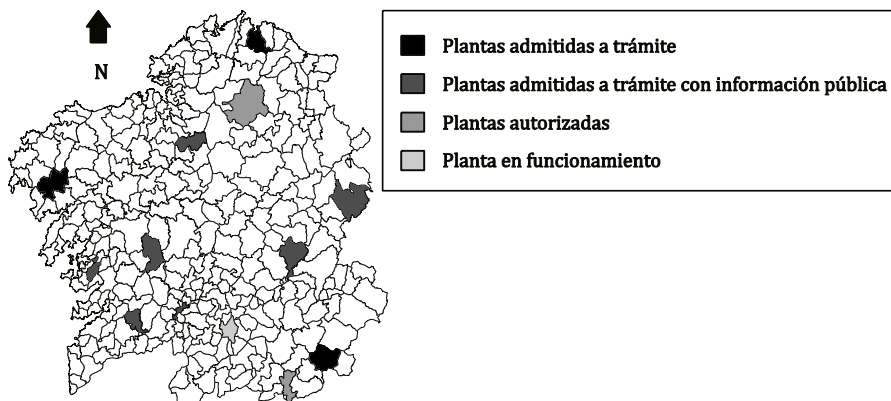 N
Plantas admitidas a trámite
Plantas admitidas a trámite con información pública
Plantas autorizadas
Planta en funcionamiento